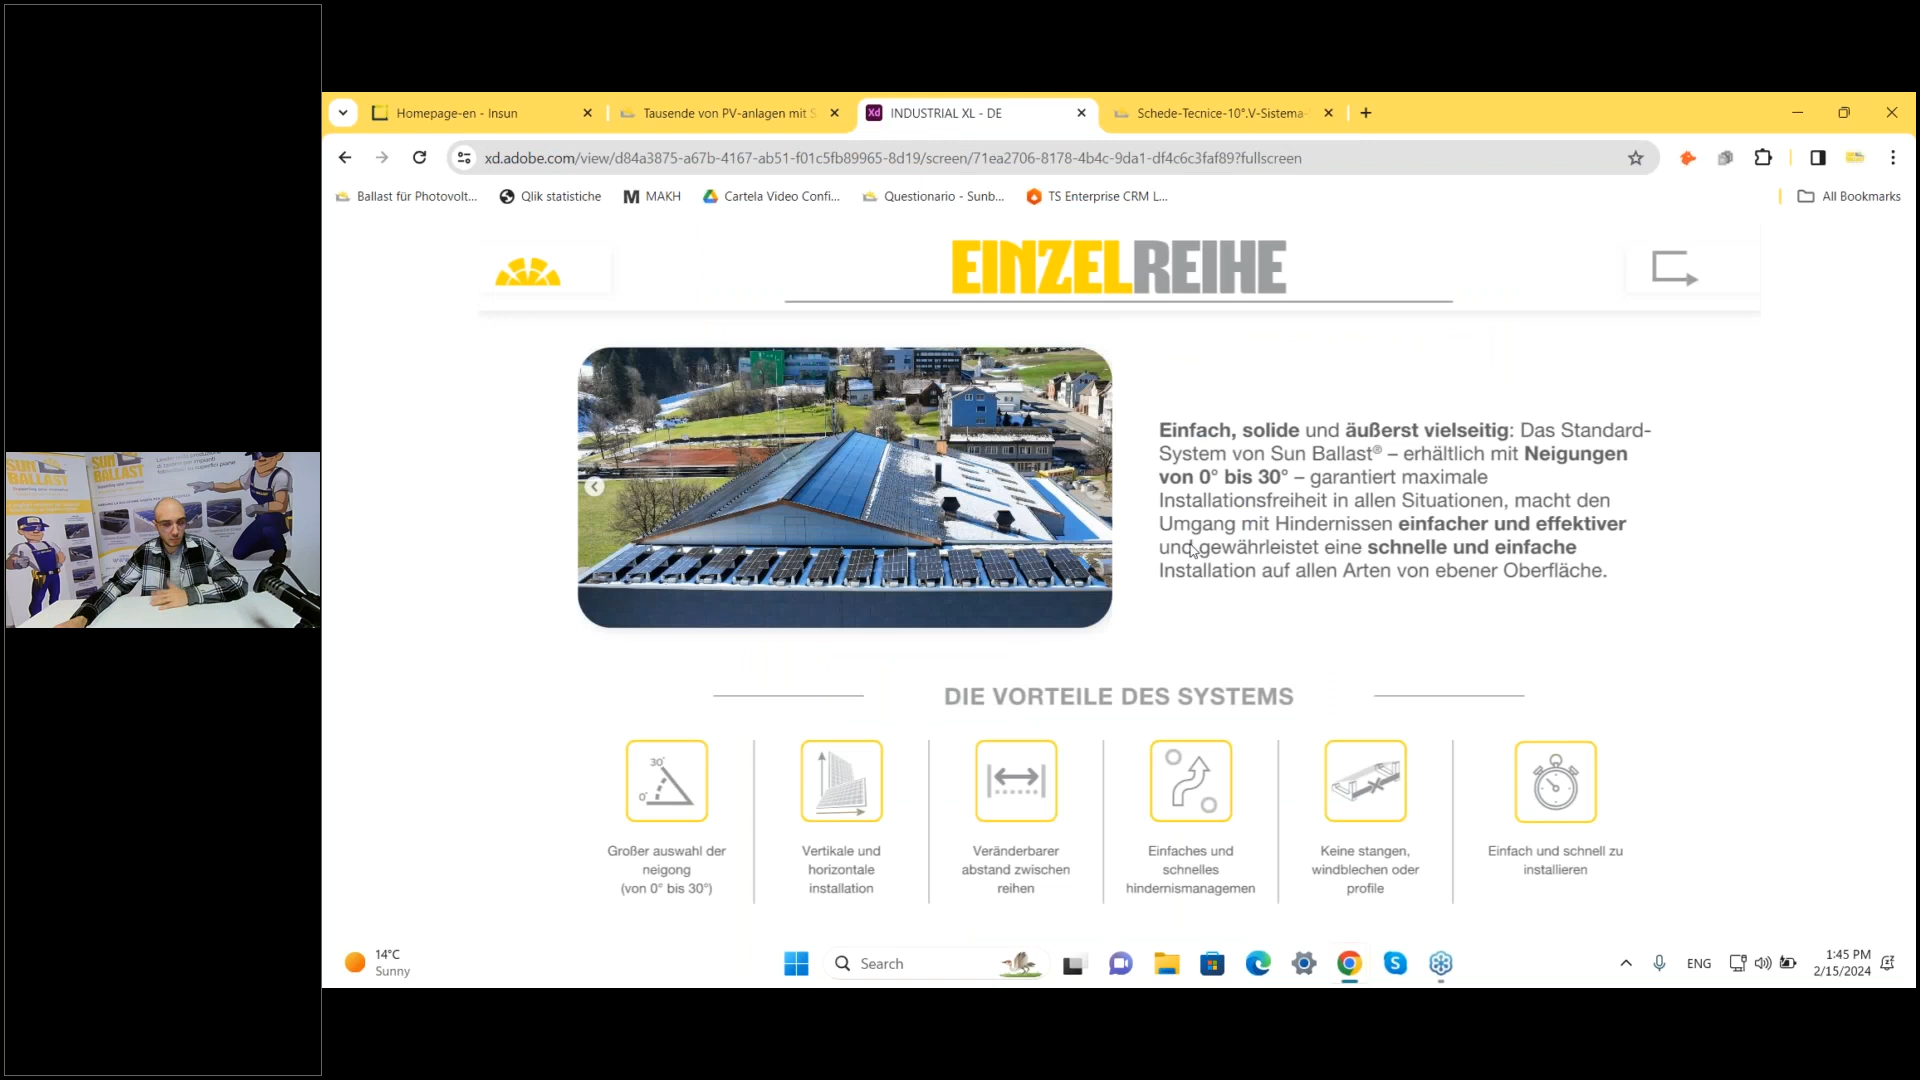 Homepage-en - Insun
Tausende von PV-anlagen mit S
INDUSTRIAL XL - DE
Schede-Tecnice-10°.V-Sistema-
xd.adobe.com/view/d84a3875-a67b-4167-ab51-f01c5fb89965-8d19/screen/71ea2706-8178-4b4c-9da1-df4c6c3faf89?fullscreen
Ballast für Photovolt...
Qlik statistiche
MAKH
Cartela Video Confi...
Questionario - Sunb...
TS Enterprise CRM L...
All Bookmarks
EINZELREIHE
Einfach, solide und äußerst vielseitig: Das Standard-
System von Sun Ballast® – erhältlich mit Neigungen
von 0° bis 30° – garantiert maximale
Installationsfreiheit in allen Situationen, macht den
Umgang mit Hindernissen einfacher und effektiver
und gewährleistet eine schnelle und einfache
Installation auf allen Arten von ebener Oberfläche.
SUN
BALLAST
SUN
BALLAST
DIE VORTEILE DES SYSTEMS
30°
0°
Großer auswahl der
neigong
(von 0° bis 30°)
Vertikale und
horizontale
installation
Veränderbarer
abstand zwischen
reihen
Einfaches und
schnelles
hindernismanagemen
Keine stangen,
windblechen oder
profile
Einfach und schnell zu
installieren
14°C
Sunny
Search
ENG
1:45 PM
2/15/2024